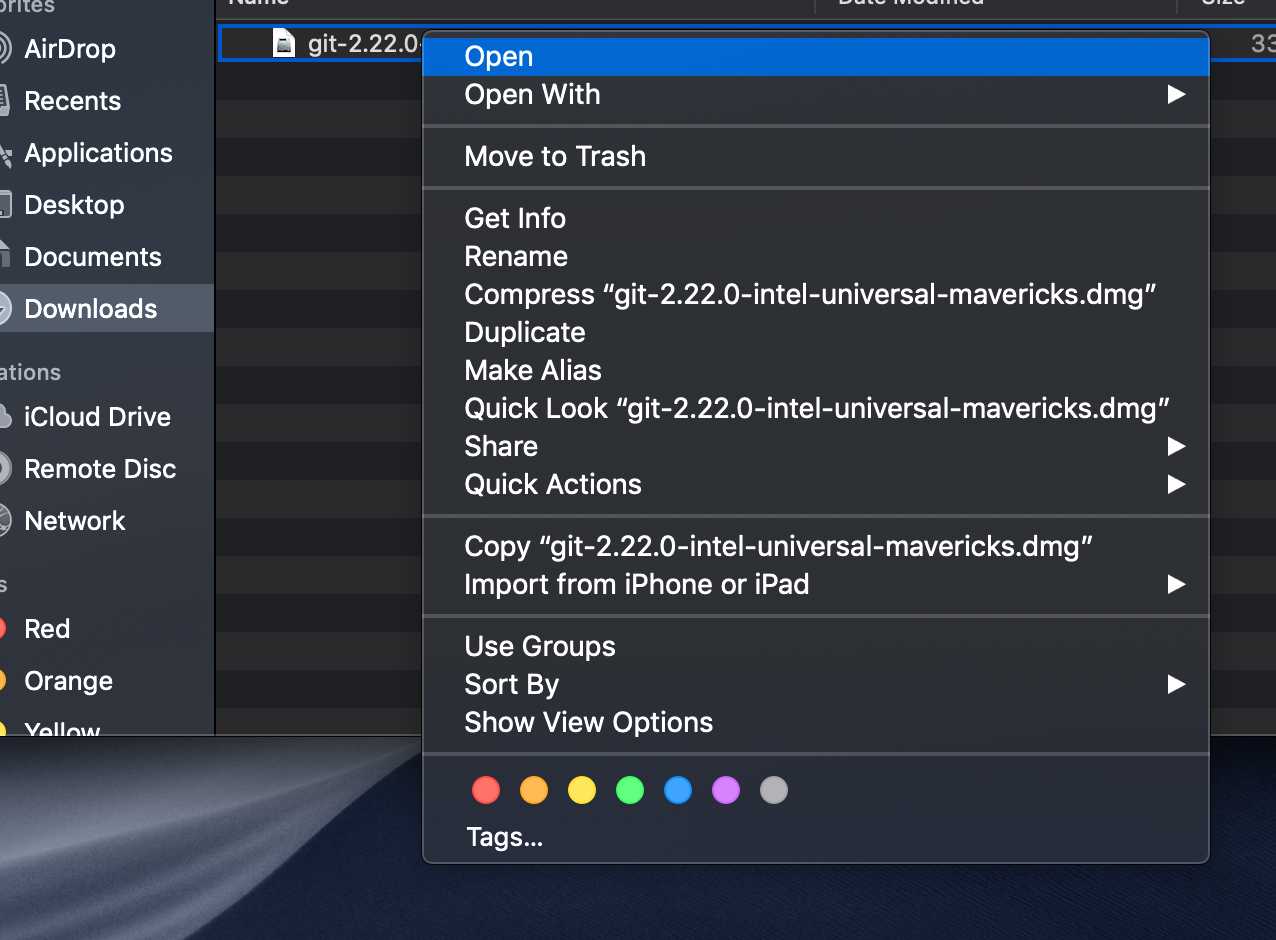 Name Date Modified Size
AirDrop
Recents
Applications
Desktop
Documents
Downloads
iCloud Drive
Remote Disc
Network
Red
Orange
Yellow
git-2.22.0-
Open
Open With
Move to Trash
Get Info
Rename
Compress “git-2.22.0-intel-universal-mavericks.dmg”
Duplicate
Make Alias
Quick Look “git-2.22.0-intel-universal-mavericks.dmg”
Share
Quick Actions
Copy “git-2.22.0-intel-universal-mavericks.dmg”
Import from iPhone or iPad
Use Groups
Sort By
Show View Options
Tags...